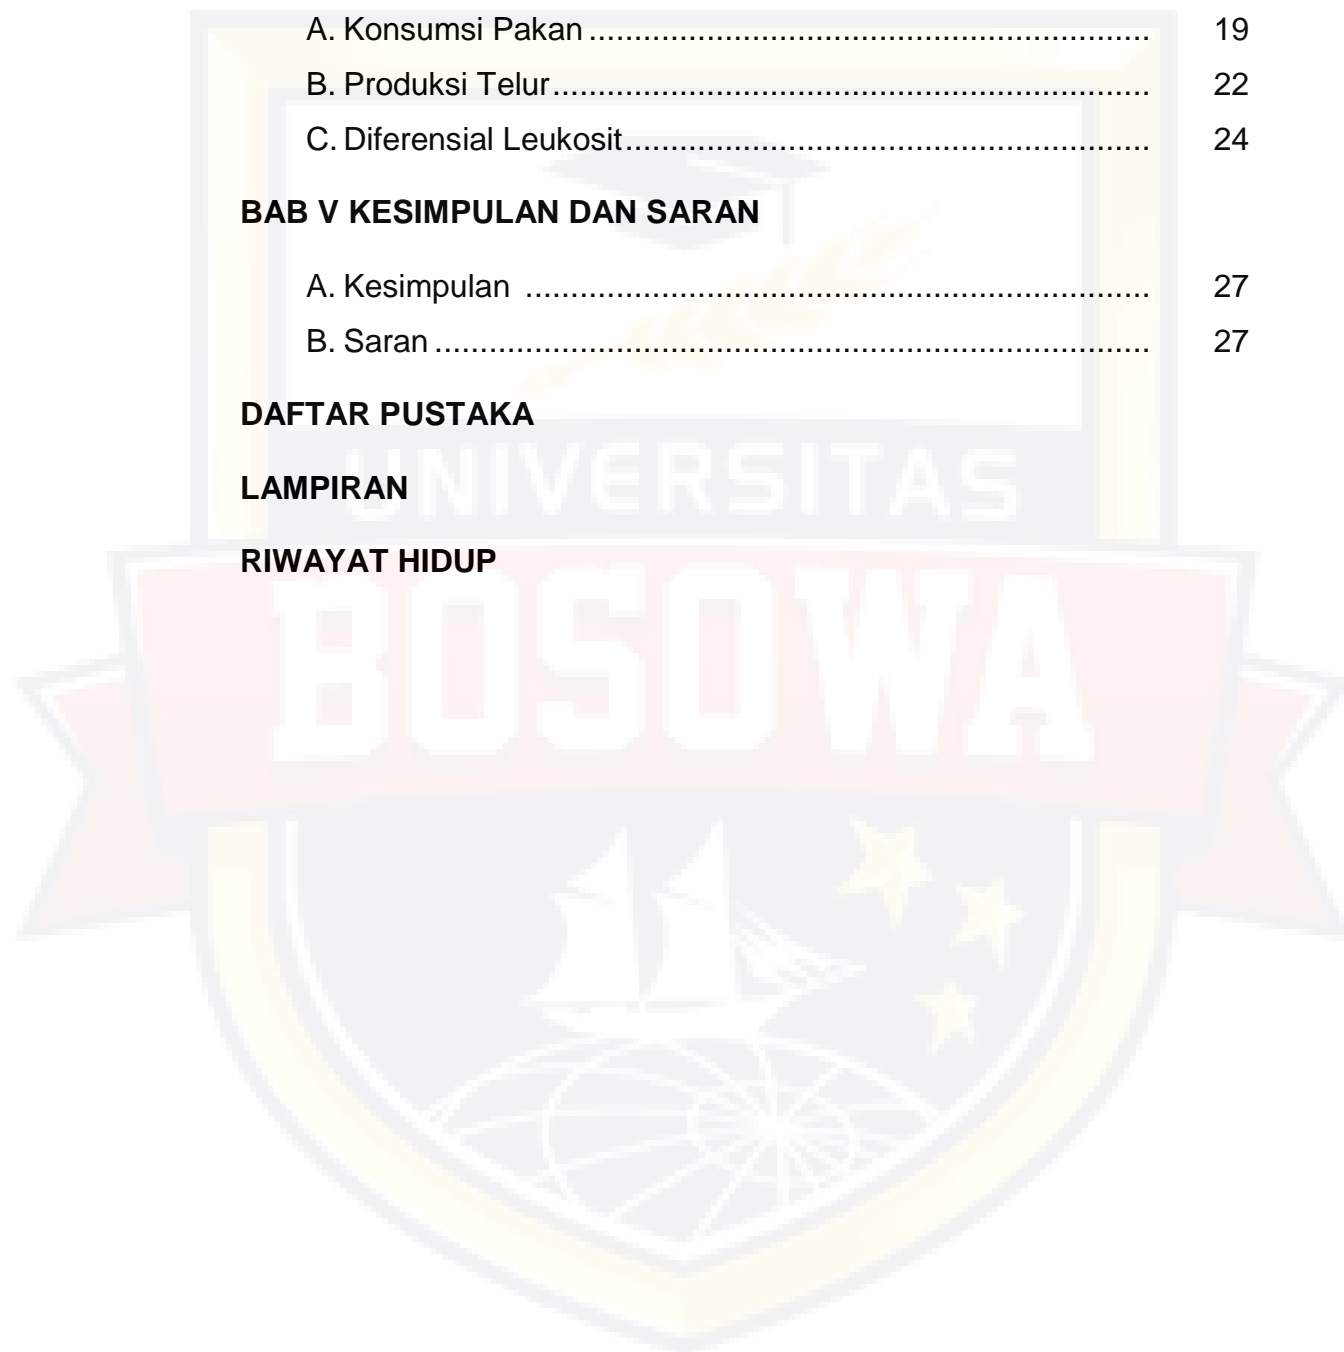 A. Konsumsi Pakan .............................................................. 19
B. Produksi Telur.................................................................. 22
C. Diferensial Leukosit.......................................................... 24
BAB V KESIMPULAN DAN SARAN
A. Kesimpulan ..................................................................... 27
B. Saran ............................................................................... 27
DAFTAR PUSTAKA
UNIVERSITAS
LAMPIRAN
RIWAYAT HIDUP
BOSOWA